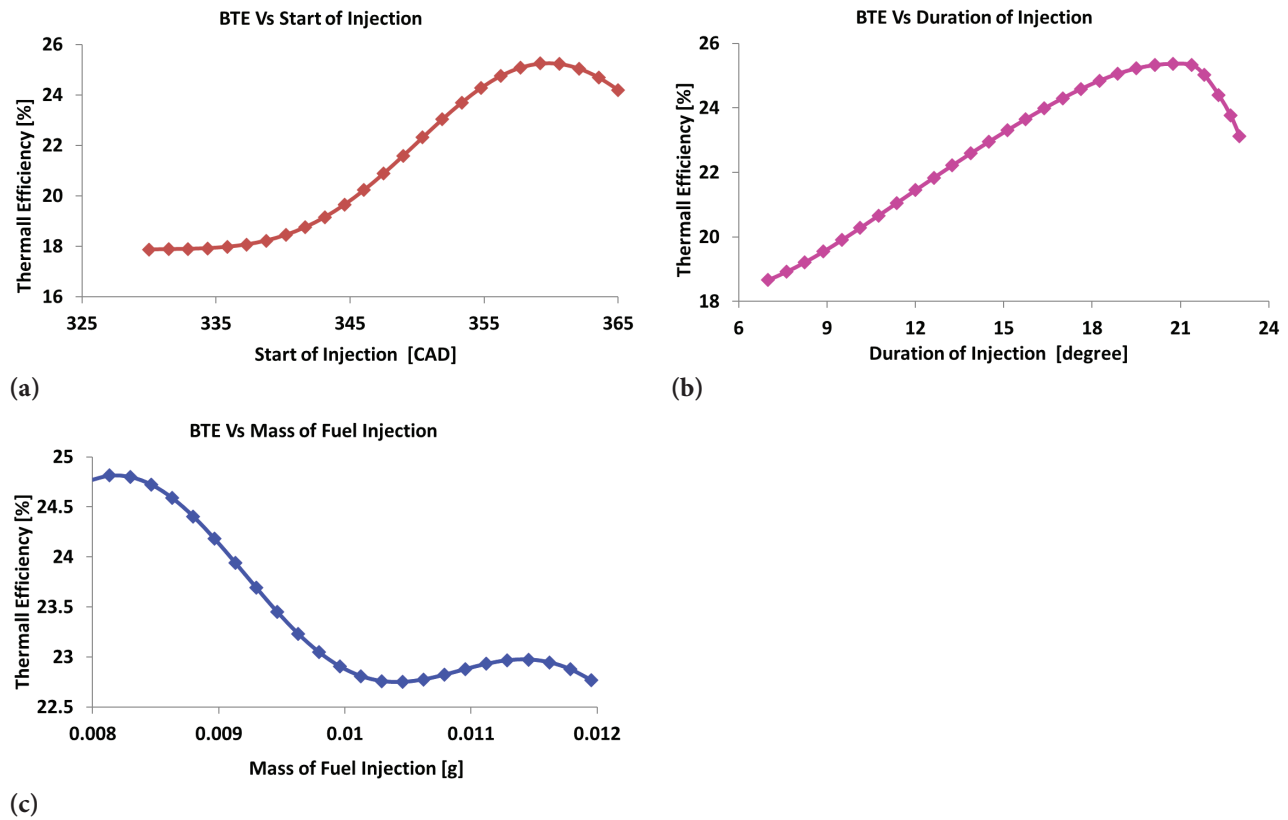 BTE Vs Start of Injection
Thermall Efficiency [%]
26
24
22
20
18
16
325 335 345 355 365
Start of Injection [CAD]
(a)
BTE Vs Duration of Injection
Thermall Efficiency [%]
26
24
22
20
18
6 9 12 15 18 21 24
Duration of Injection [degree]
(b)
BTE Vs Mass of Fuel Injection
Thermall Efficiency [%]
25
24.5
24
23.5
23
22.5
0.008 0.009 0.01 0.011 0.012
Mass of Fuel Injection [g]
(c)